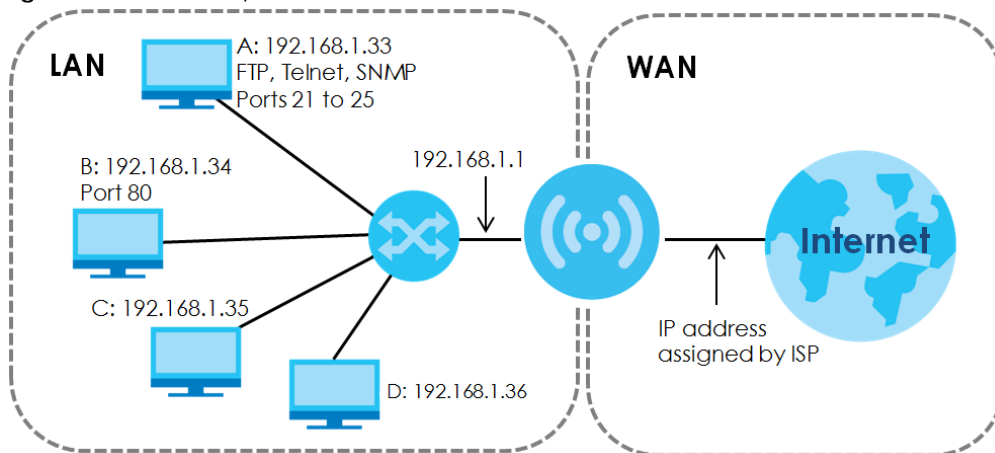 LAN
A: 192.168.1.33
FTP, Telnet, SNMP
Ports 21 to 25
B: 192.168.1.34
Port 80
C: 192.168.1.35
D: 192.168.1.36
192.168.1.1
WAN
Internet
IP address
assigned by ISP